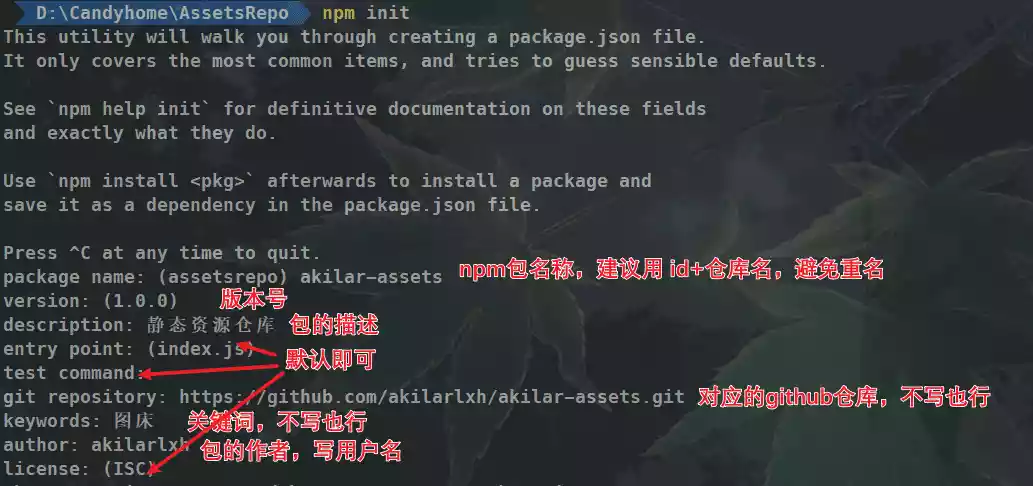 D:\Candyhome\AssetsRepo npm init
This utility will walk you through creating a package.json file.
It only covers the most common items, and tries to guess sensible defaults.
See `npm help init` for definitive documentation on these fields
and exactly what they do.
Use `npm install <pkg>` afterwards to install a package and
save it as a dependency in the package.json file.
Press ^C at any time to quit.
package name: (assetsrepo) akilar-assets npm包名称，建议用 id+仓库名，避免重名
version: (1.0.0) 版本号
description: 静态资源仓库 包的描述
entry point: (index.js)
默认即可
test command:
git repository: https://github.com/akilarlxh/akilar-assets.git 对应的github仓库，不写也行
keywords: 图床 关键词，不写也行
author: akilarlxh 包的作者，写用户名
license: (ISC)